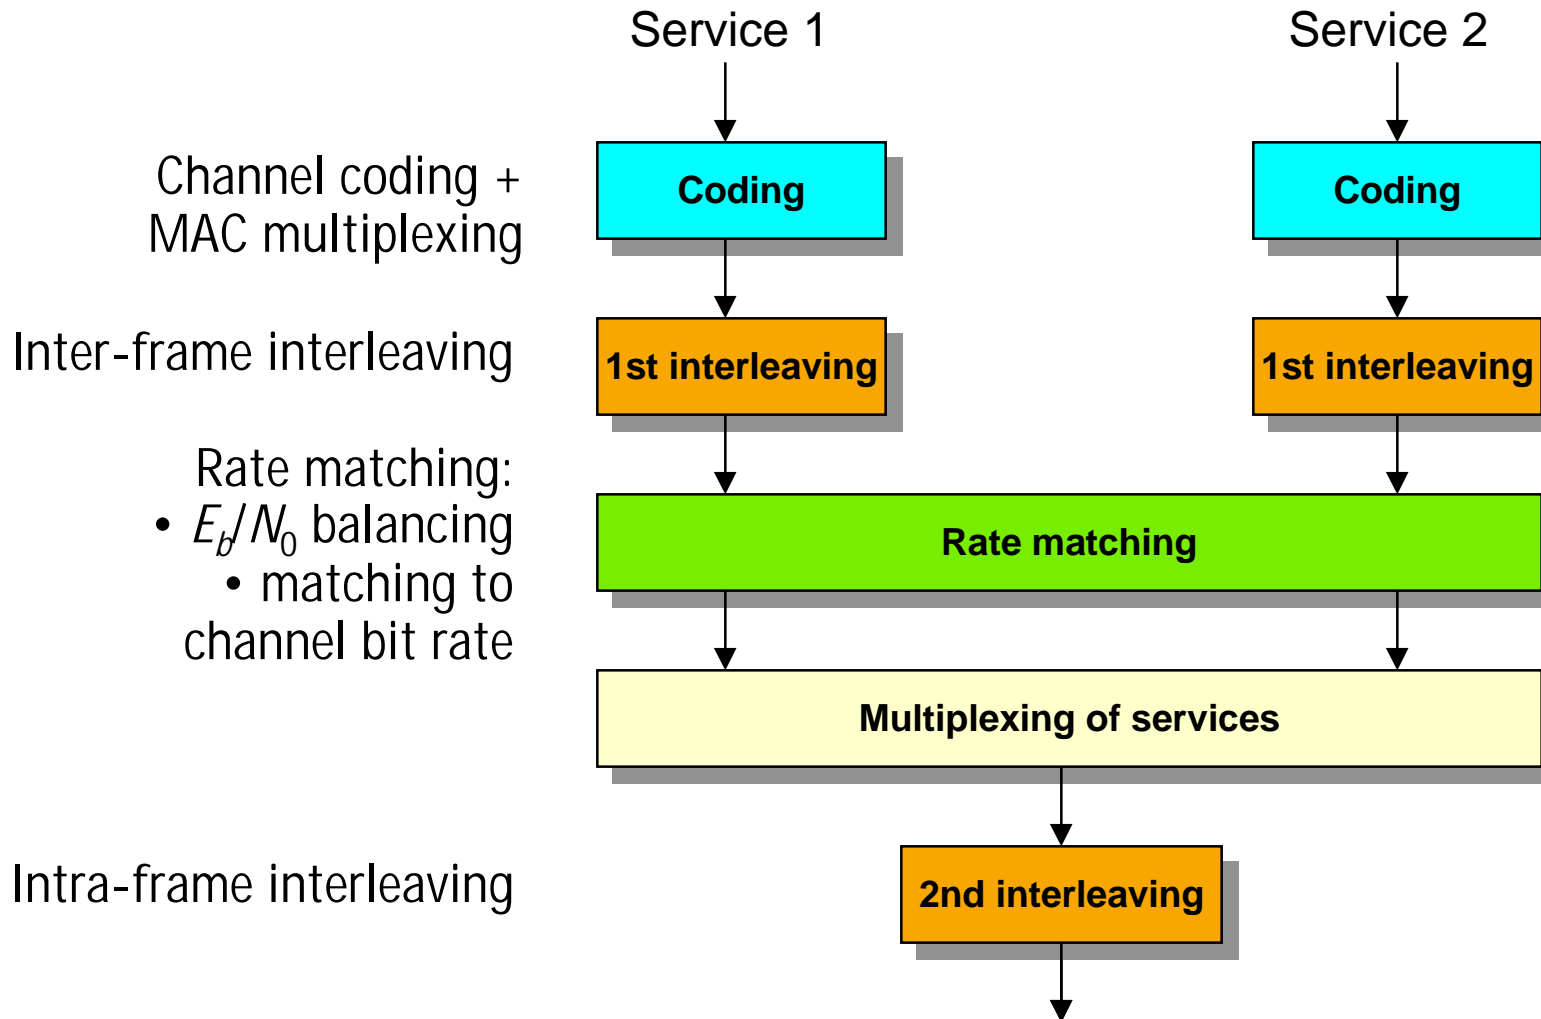 Service 1
Service 2
Channel coding +
MAC multiplexing
Coding
Coding
Inter-frame interleaving
1st interleaving
1st interleaving
Rate matching:
• Eb/N0 balancing
• matching to
channel bit rate
Rate matching
Multiplexing of services
Intra-frame interleaving
2nd interleaving